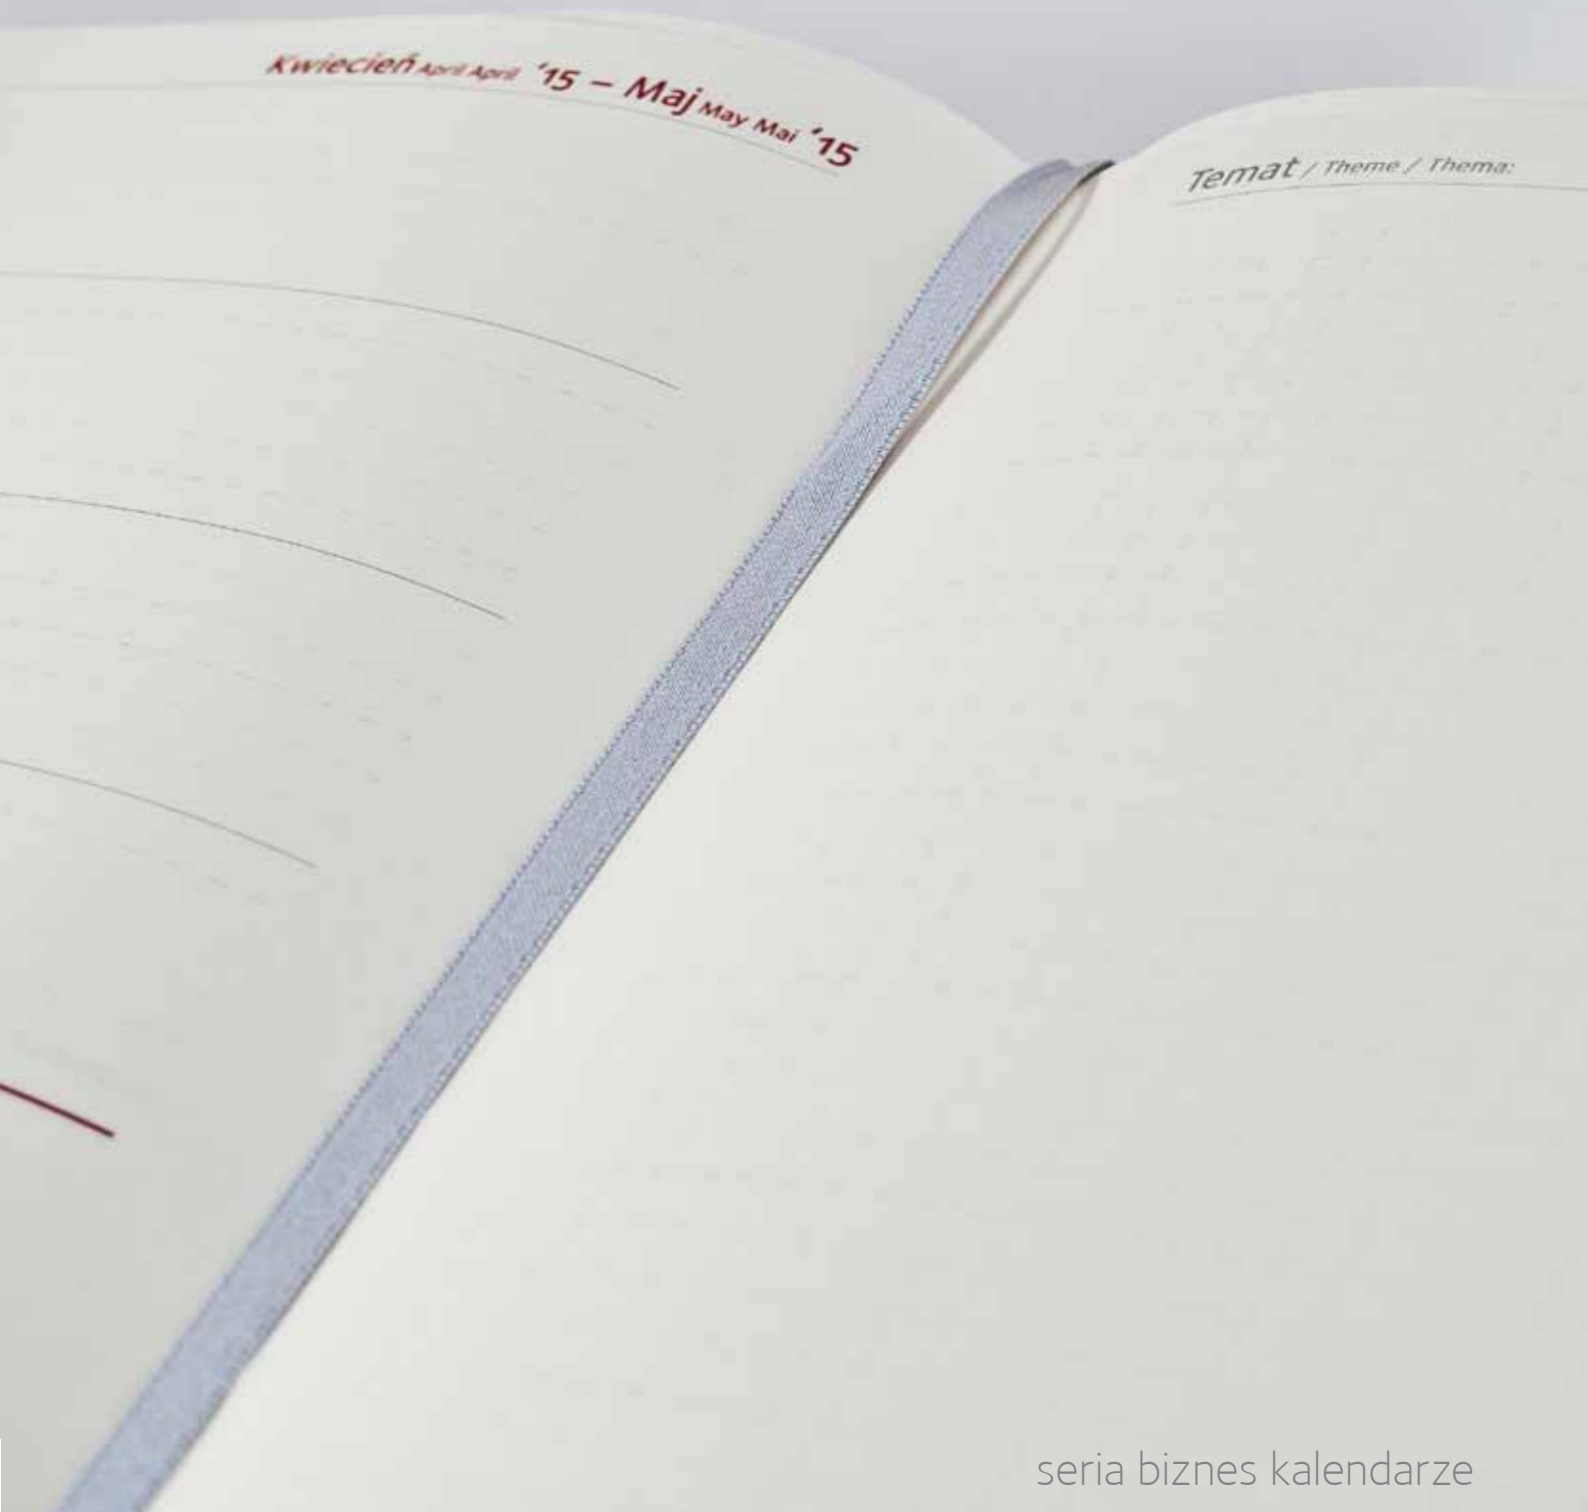 Kwiecień April April '15 – Maj May Mai '15
Temat / Theme / Thema:
seria biznes kalendarze